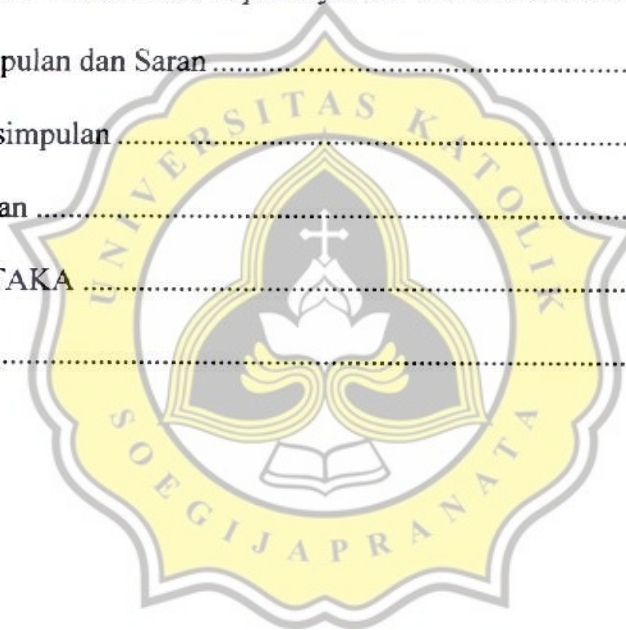 pulan dan Saran ........................................................
simpulan ........................................................
an ........................................................
TAKA ........................................................
........................................................
UNIVERSITAS KATOLIK
SOEGIJAPRANATA